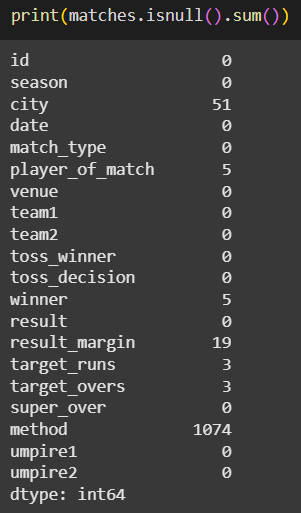 print(matches.isnull().sum())
id 0
season 0
city 51
date 0
match_type 0
player_of_match 5
venue 0
team1 0
team2 0
toss_winner 0
toss_decision 0
winner 5
result 0
result_margin 19
target_runs 3
target_overs 3
super_over 0
method 1074
umpire1 0
umpire2 0
dtype: int64